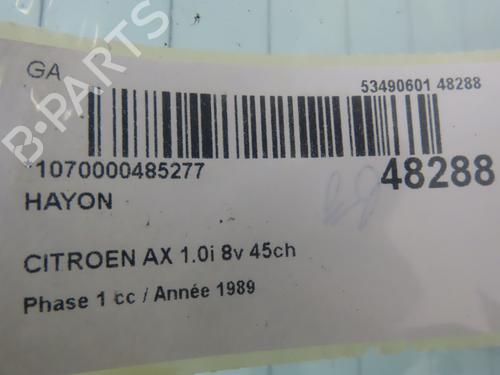 GA
53490601 48288
*1070000485277
48288
HAYON
CITROEN AX 1.0i 8v 45ch
Phase 1 cc / Année 1989
B-PARTS